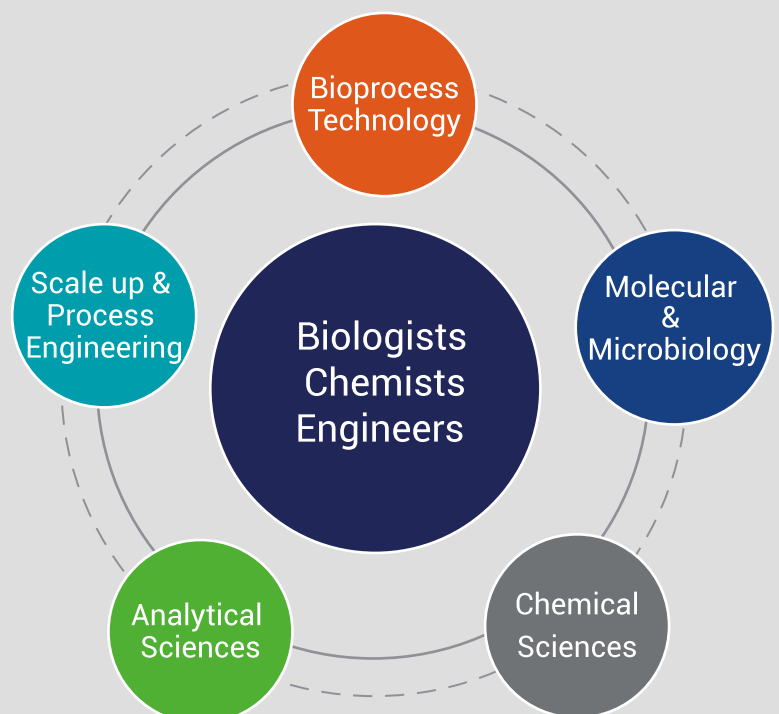 Bioprocess
Technology
Scale up &
Process
Engineering
Molecular
&
Microbiology
Biologists
Chemists
Engineers
Analytical
Sciences
Chemical
Sciences